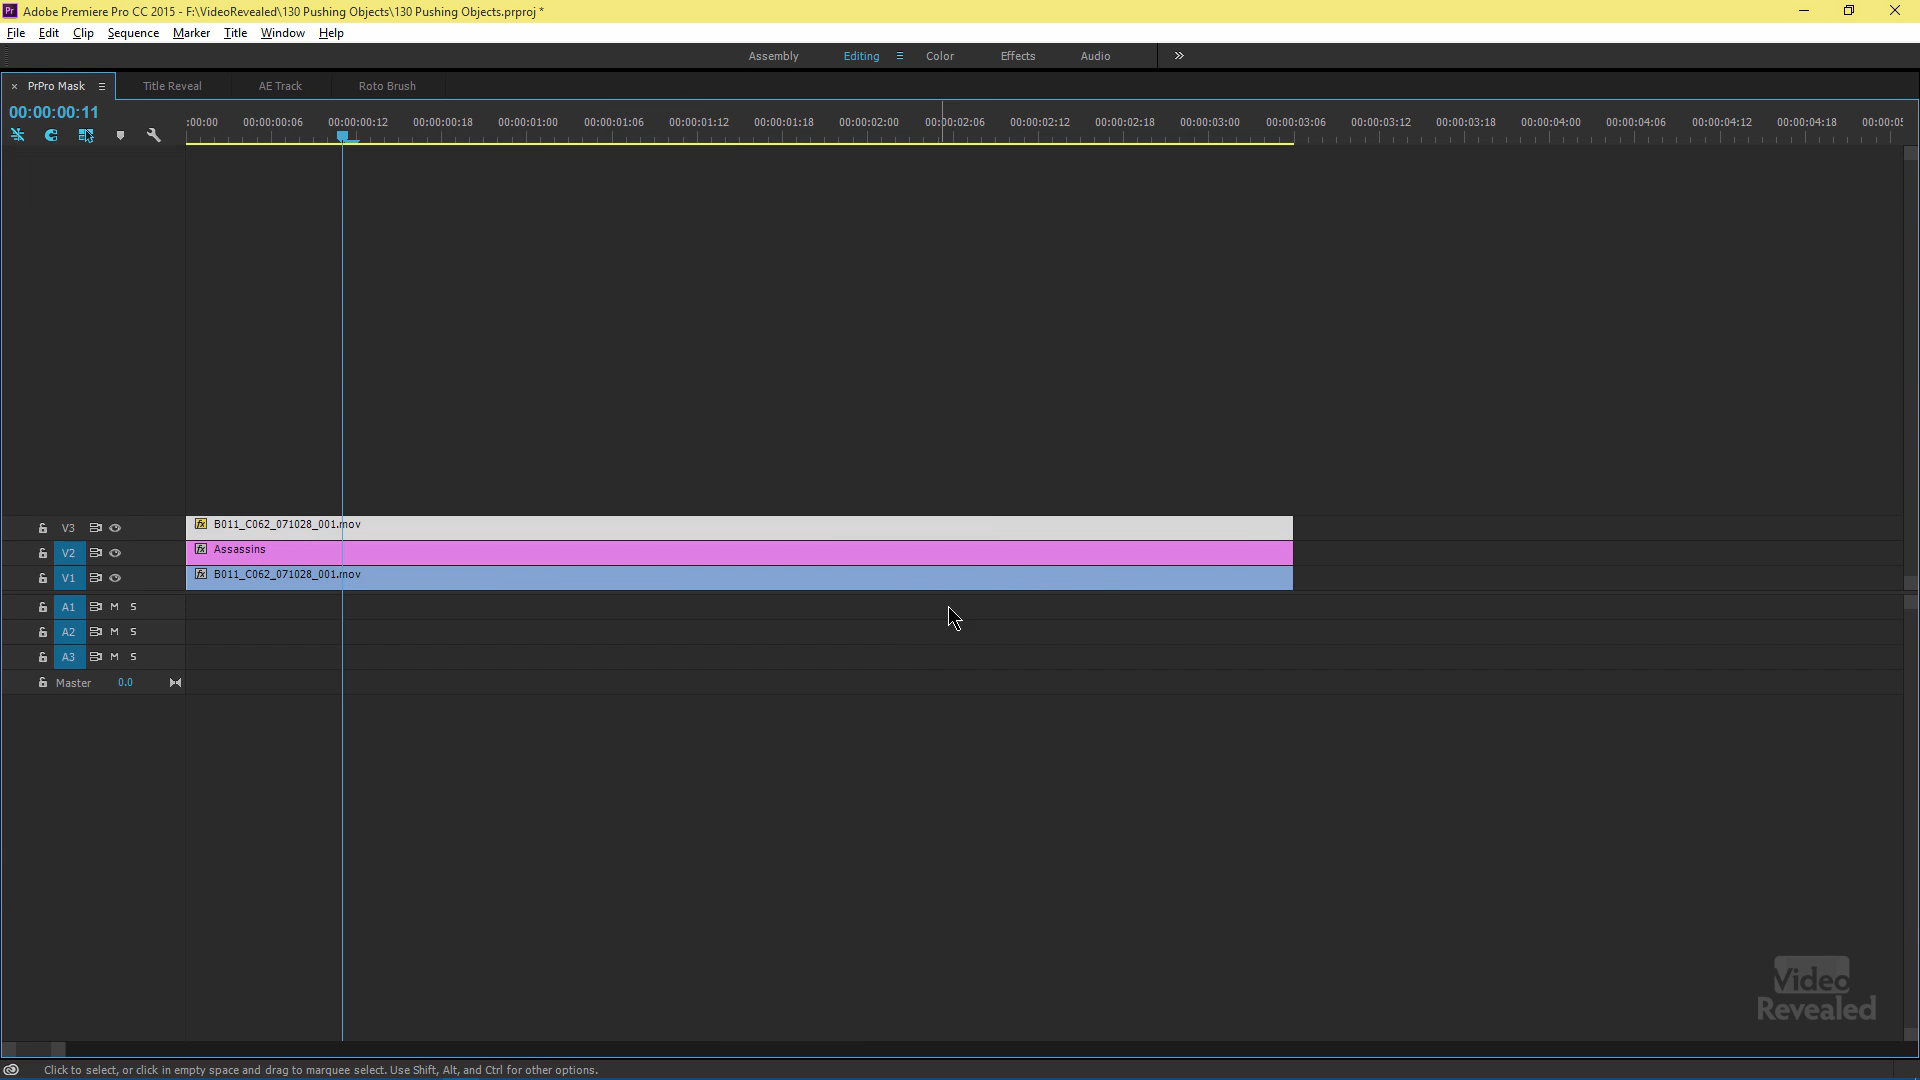 Pr Adobe Premiere Pro CC 2015 - F:\VideoRevealed\130 Pushing Objects\130 Pushing Objects.prproj *
File Edit Clip Sequence Marker Title Window Help
Assembly Editing Color Effects Audio
PrPro Mask Title Reveal AE Track Roto Brush
00:00:00:11
:00:00 00:00:00:06 00:00:00:12 00:00:00:18 00:00:01:00 00:00:01:06 00:00:01:12 00:00:01:18 00:00:02:00 00:00:02:06 00:00:02:12 00:00:02:18 00:00:03:00 00:00:03:06 00:00:03:12 00:00:03:18 00:00:04:00 00:00:04:06 00:00:04:12 00:00:04:18
V3 fx B011_C062_071028_001.mov
V2 fx Assassins
V1 fx B011_C062_071028_001.mov
A1 M S
A2 M S
A3 M S
Master 0.0
Video
Revealed
Click to select, or click in empty space and drag to marquee select. Use Shift, Alt, and Ctrl for other options.